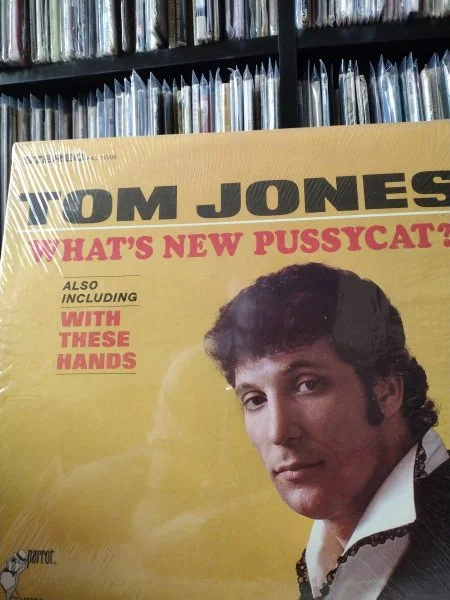 STEREO
TOM JONES
WHAT'S NEW PUSSYCAT?
ALSO
INCLUDING
WITH
THESE
HANDS
parrot